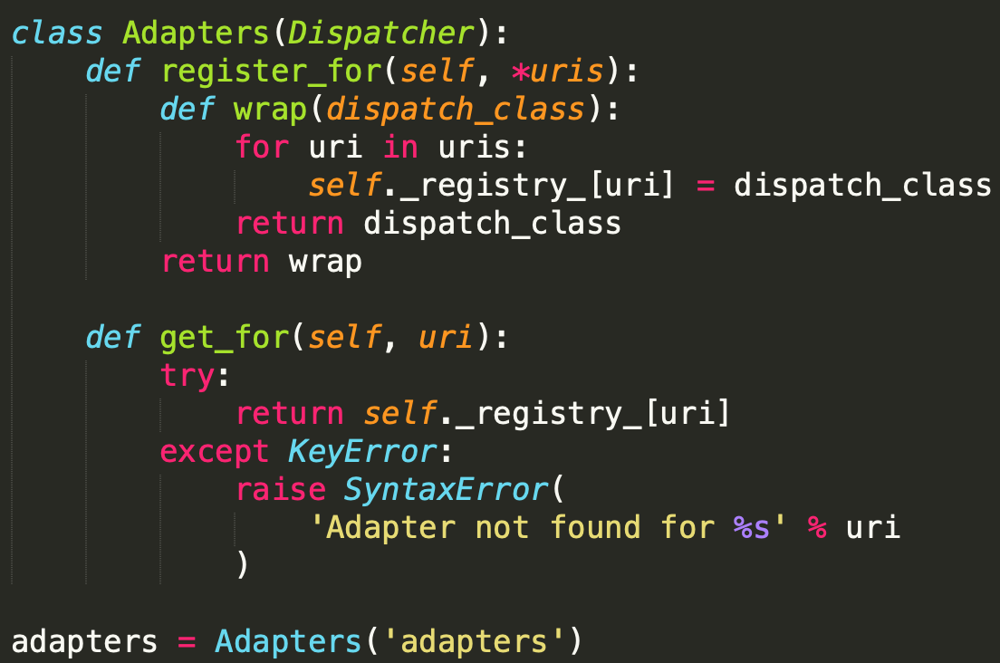 class Adapters(Dispatcher):
    def register_for(self, *uris):
        def wrap(dispatch_class):
            for uri in uris:
                self._registry_[uri] = dispatch_class
            return dispatch_class
        return wrap

    def get_for(self, uri):
        try:
            return self._registry_[uri]
        except KeyError:
            raise SyntaxError(
                'Adapter not found for %s' % uri
            )

adapters = Adapters('adapters')